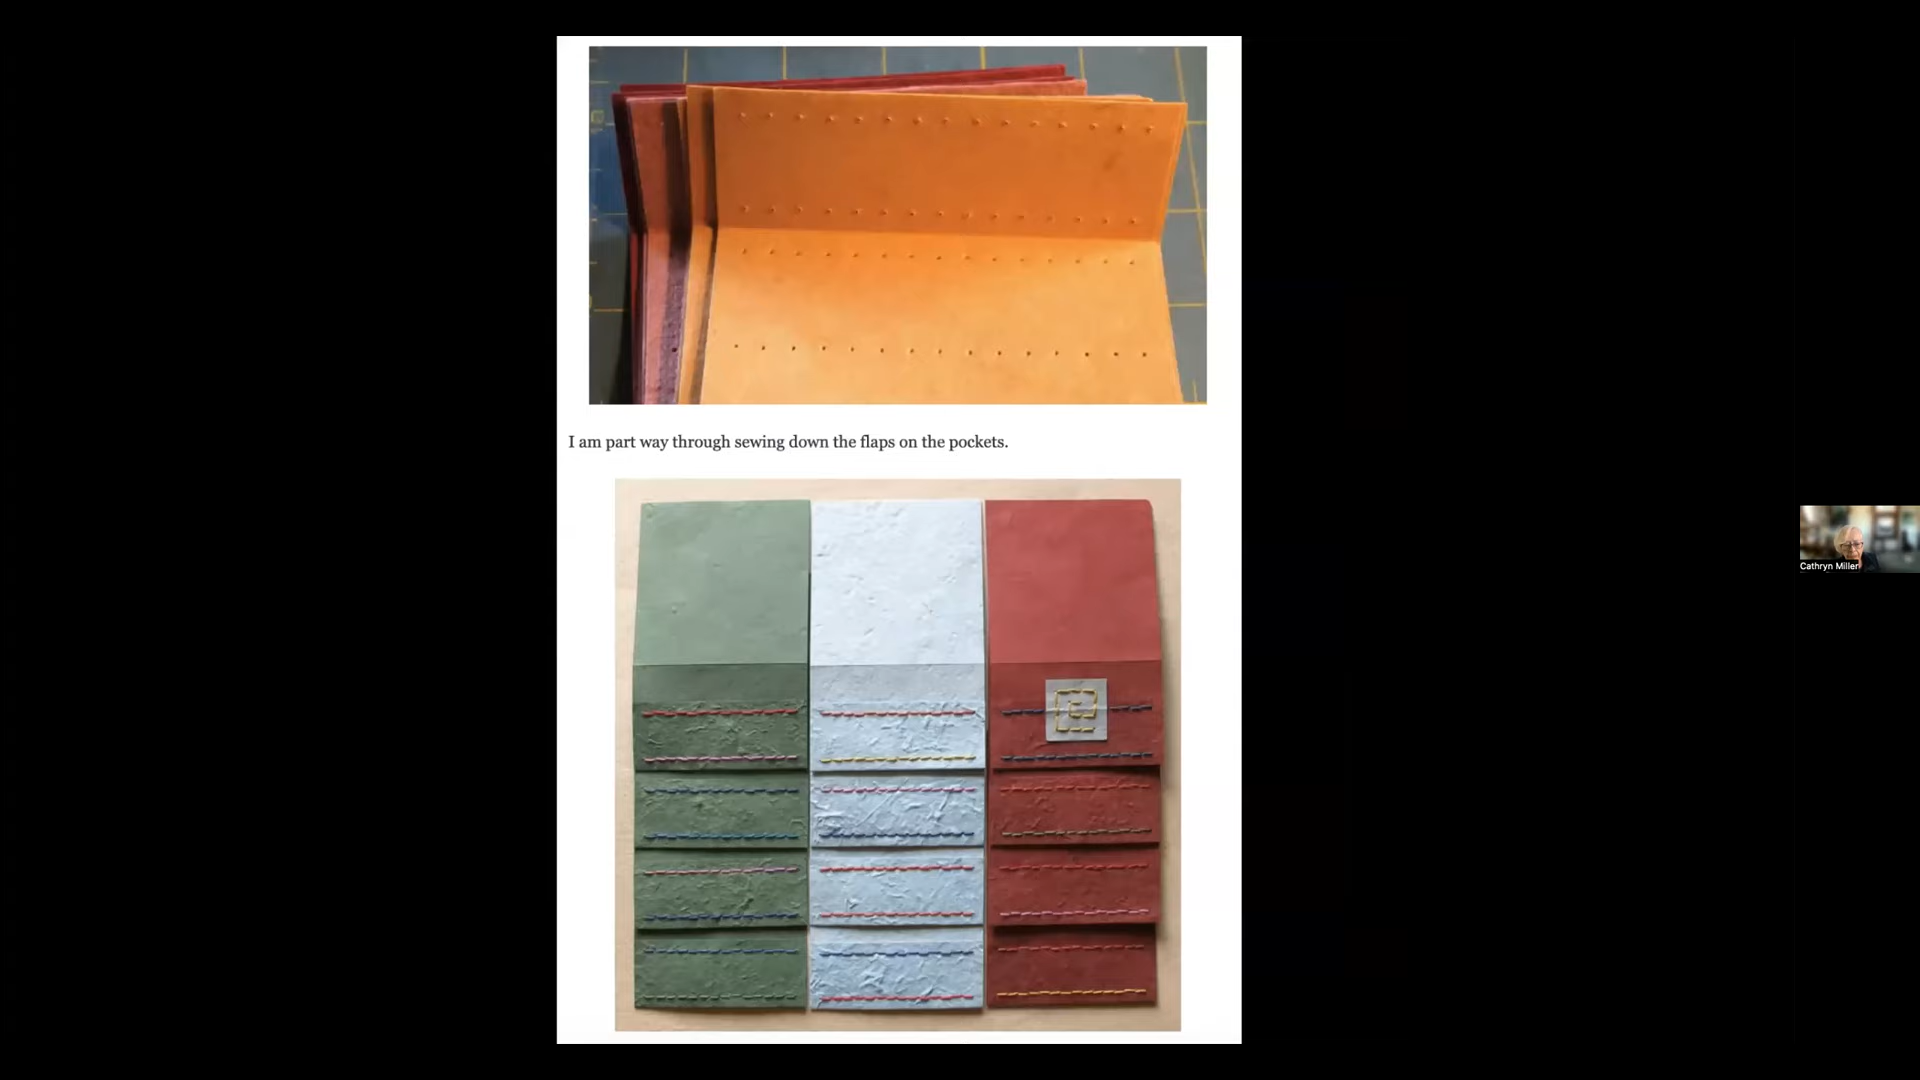 I am part way through sewing down the flaps on the pockets.
Cathryn Miller